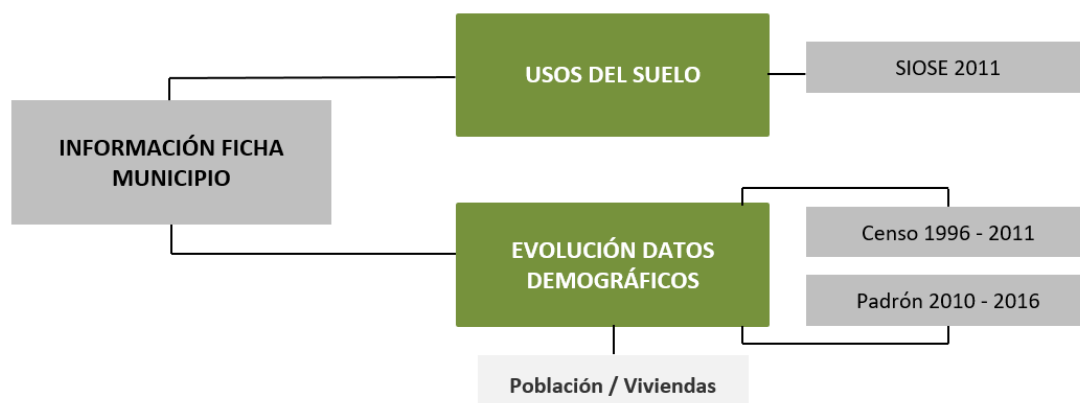 USOS DEL SUELO
SIOSE 2011
INFORMACIÓN FICHA
MUNICIPIO
EVOLUCIÓN DATOS
DEMOGRÁFICOS
Censo 1996 - 2011
Padrón 2010 - 2016
Población / Viviendas